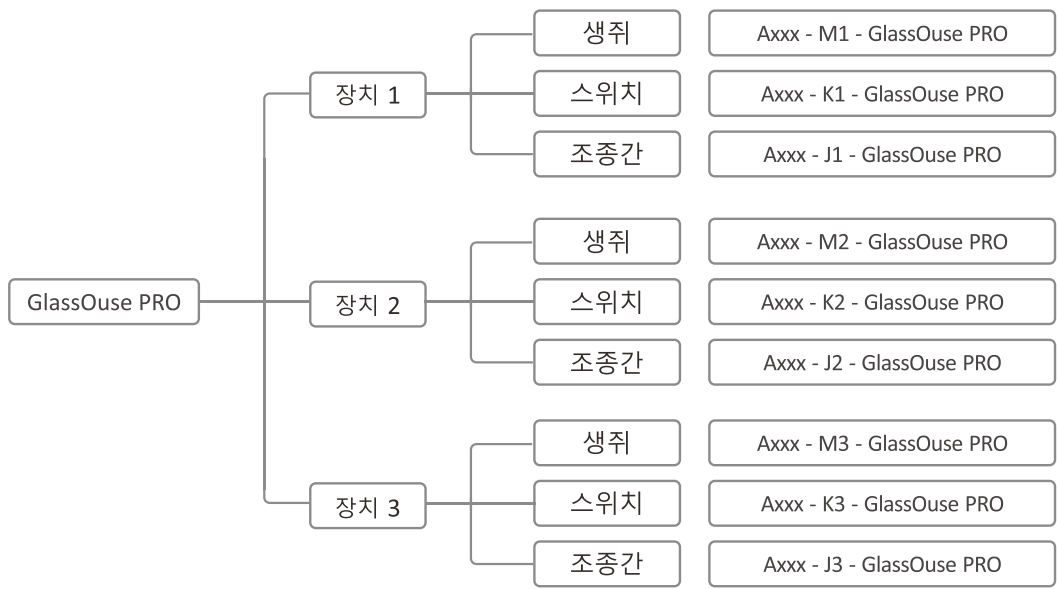 생쥐 Axxx - M1 - GlassOuse PRO
장치 1 스위치 Axxx - K1 - GlassOuse PRO
조종간 Axxx - J1 - GlassOuse PRO
생쥐 Axxx - M2 - GlassOuse PRO
GlassOuse PRO 장치 2 스위치 Axxx - K2 - GlassOuse PRO
조종간 Axxx - J2 - GlassOuse PRO
생쥐 Axxx - M3 - GlassOuse PRO
장치 3 스위치 Axxx - K3 - GlassOuse PRO
조종간 Axxx - J3 - GlassOuse PRO